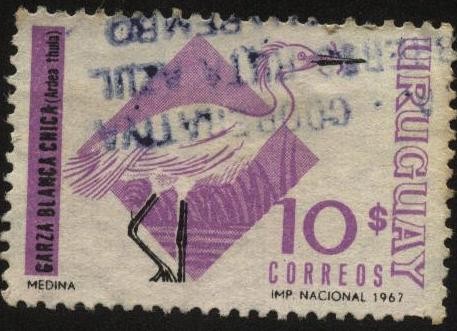 GARZA BLANCA CHICA (Ardea thula)
URUGUAY
10 $
CORREOS
MEDINA
IMP. NACIONAL 1967